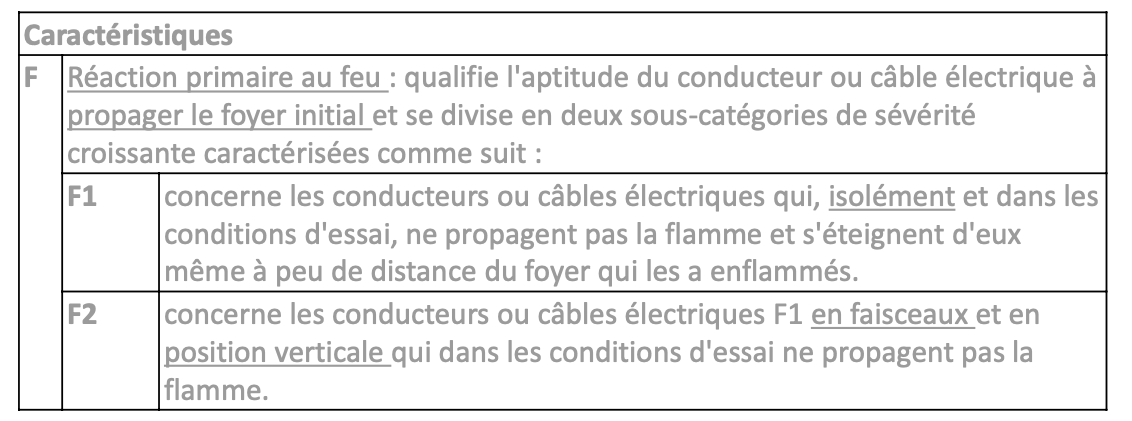 Caractéristiques
F Réaction primaire au feu : qualifie l'aptitude du conducteur ou câble électrique à
propager le foyer initial et se divise en deux sous-catégories de sévérité
croissante caractérisées comme suit :
F1 concerne les conducteurs ou câbles électriques qui, isolément et dans les
conditions d'essai, ne propagent pas la flamme et s'éteignent d'eux
même à peu de distance du foyer qui les a enflammés.
F2 concerne les conducteurs ou câbles électriques F1 en faisceaux et en
position verticale qui dans les conditions d'essai ne propagent pas la
flamme.